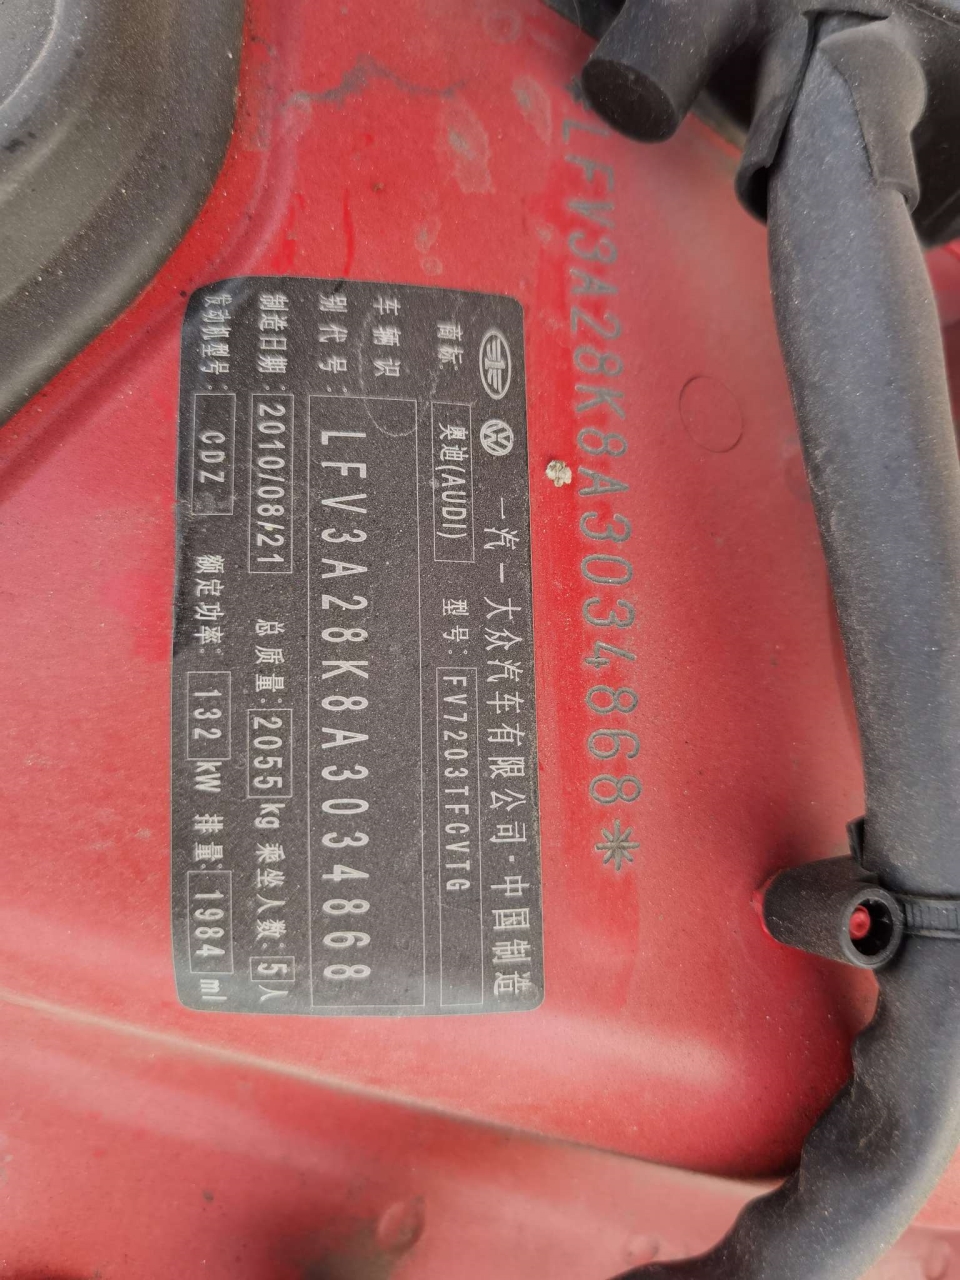 *LFV3A28K8A3034868*
一汽一大众汽车有限公司·中国制造
商标 奥迪(AUDI) 型号: FV7203TFCVTG
车辆识
别代号: LFV3A28K8A3034868
制造日期: 2010/08/21 总质量: 2055 kg 乘坐人数: 5 人
发动机型号: CDZ 额定功率: 132 kW 排量: 1984 ml